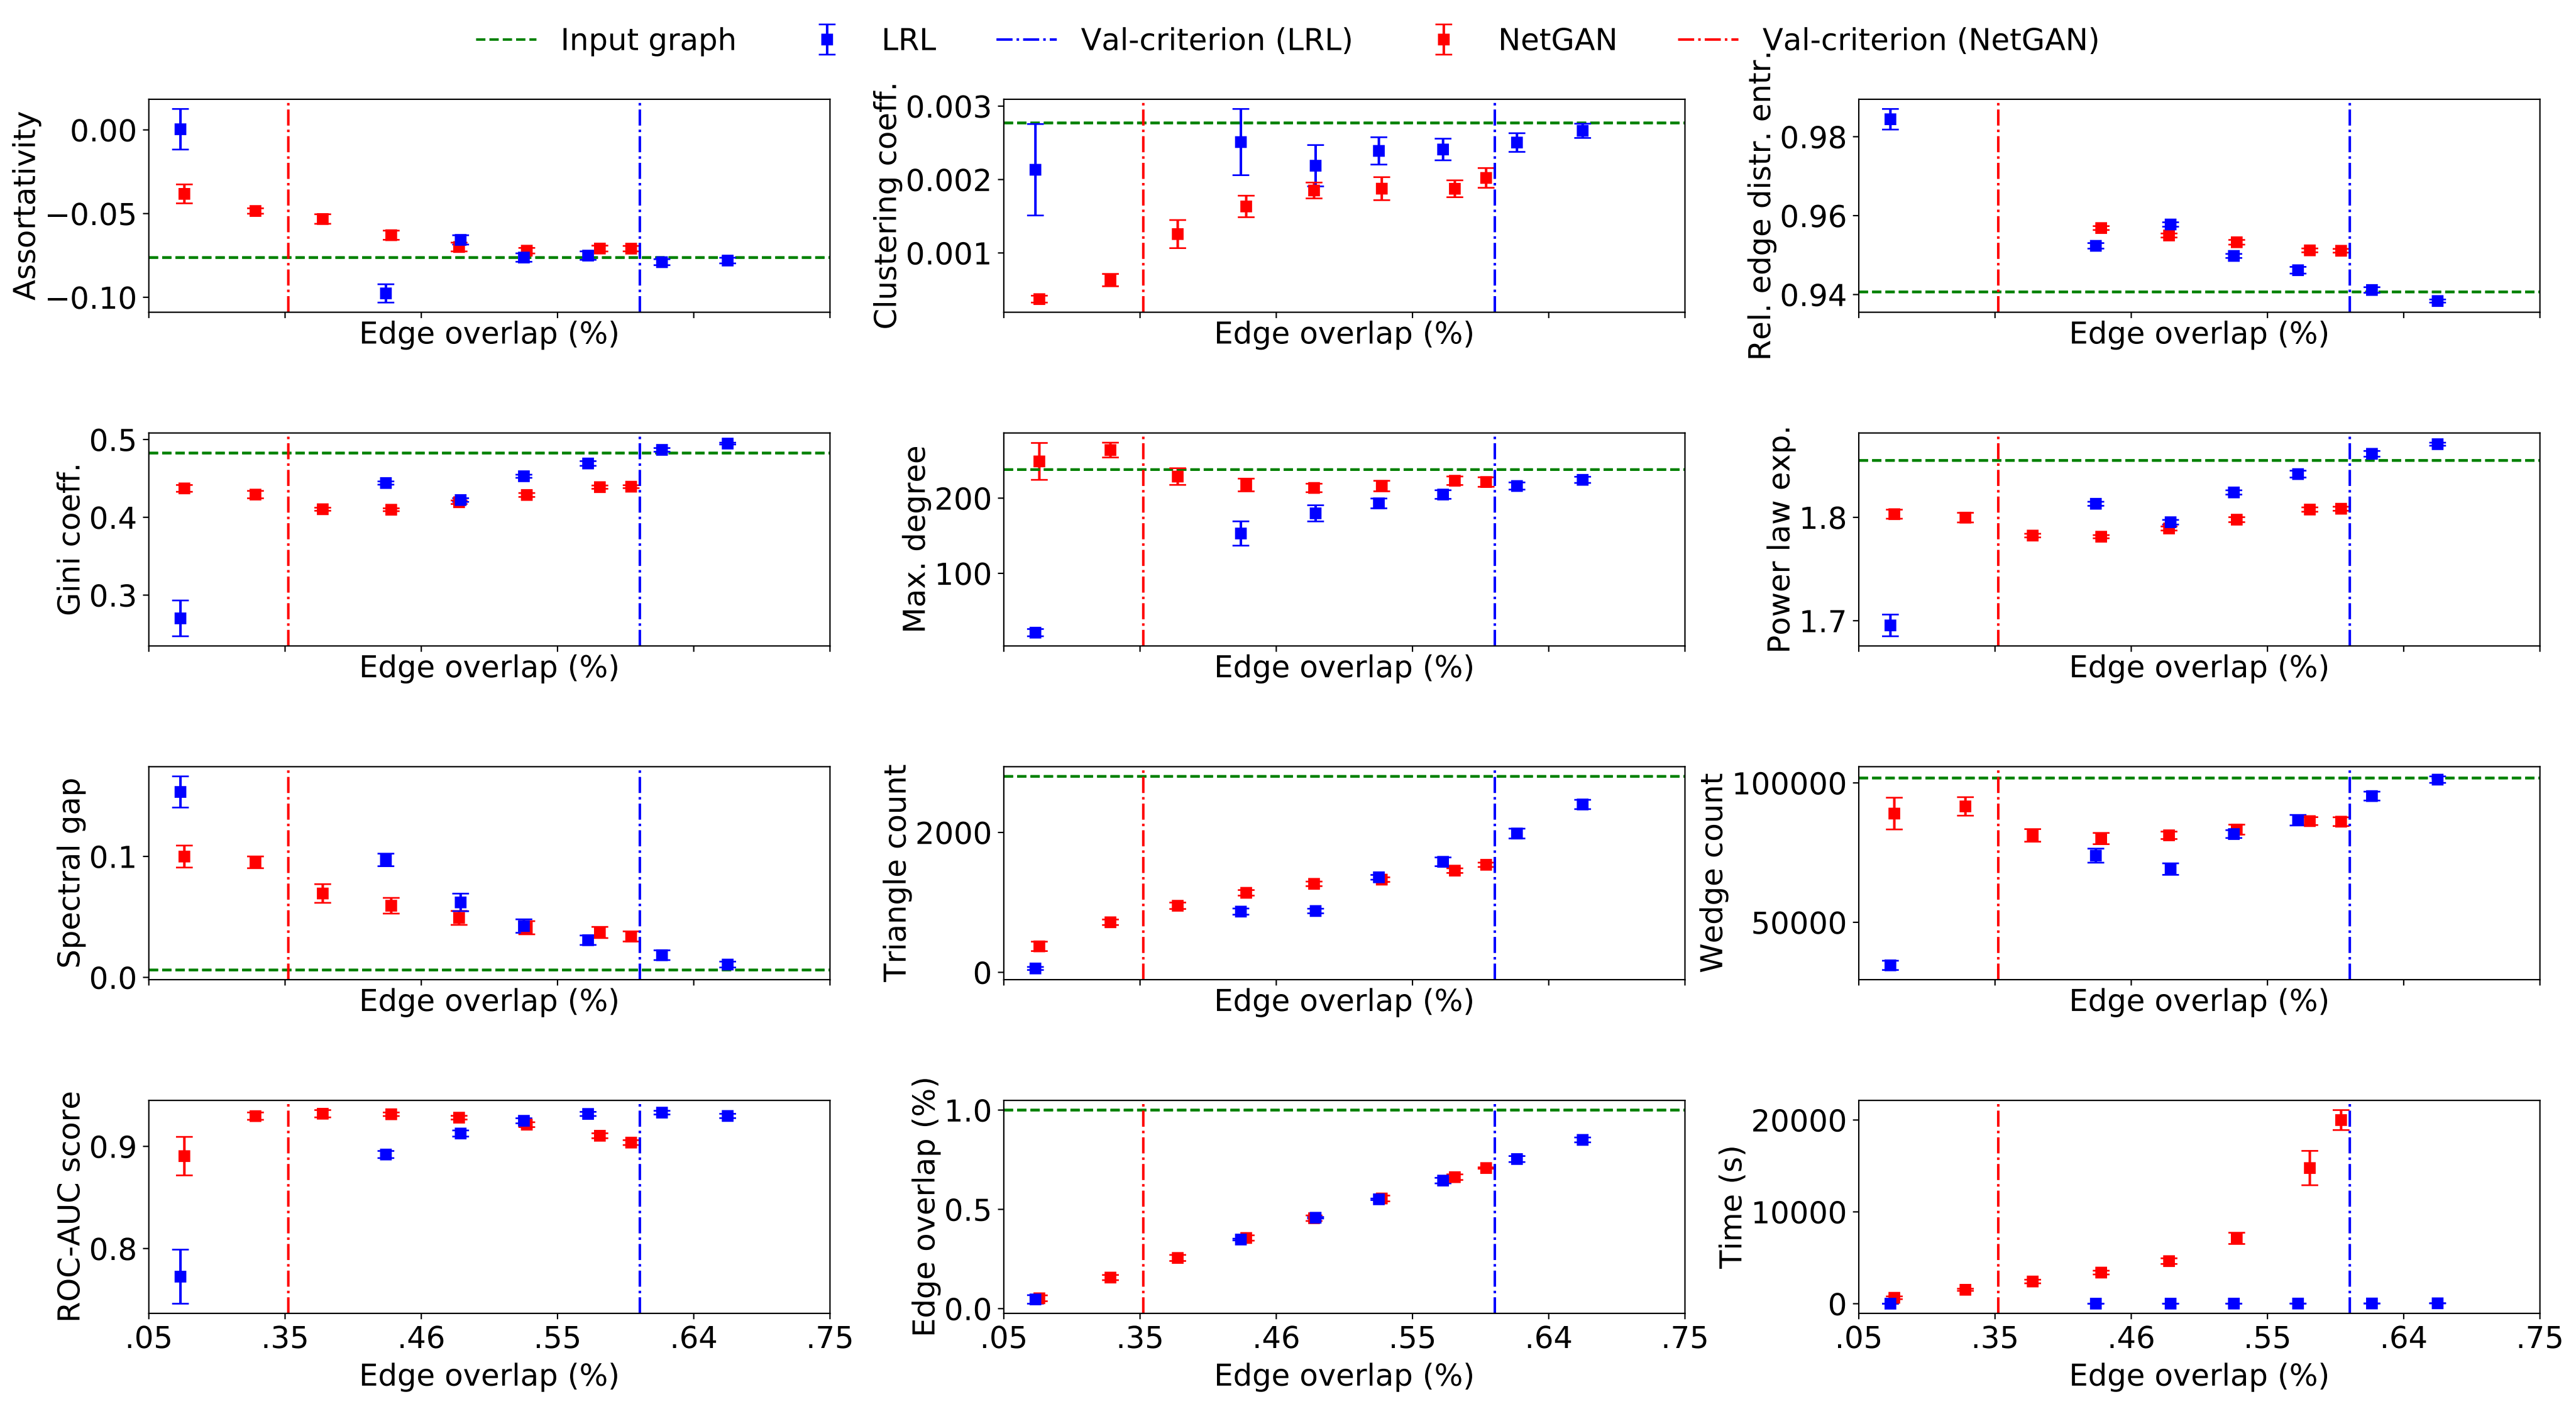 Input graph LRL Val-criterion (LRL) NetGAN Val-criterion (NetGAN)
Assortativity
0.00
−0.05
−0.10
Edge overlap (%)
Clustering coeff.
0.003
0.002
0.001
Edge overlap (%)
Rel. edge distr. entr.
0.98
0.96
0.94
Edge overlap (%)
Gini coeff.
0.5
0.4
0.3
Edge overlap (%)
Max. degree
200
100
Edge overlap (%)
Power law exp.
1.8
1.7
Edge overlap (%)
Spectral gap
0.1
0.0
Edge overlap (%)
Triangle count
2000
0
Edge overlap (%)
Wedge count
100000
50000
Edge overlap (%)
ROC-AUC score
0.9
0.8
.05 .35 .46 .55 .64 .75
Edge overlap (%)
Edge overlap (%)
1.0
0.5
0.0
.05 .35 .46 .55 .64 .75
Edge overlap (%)
Time (s)
20000
10000
0
.05 .35 .46 .55 .64 .75
Edge overlap (%)